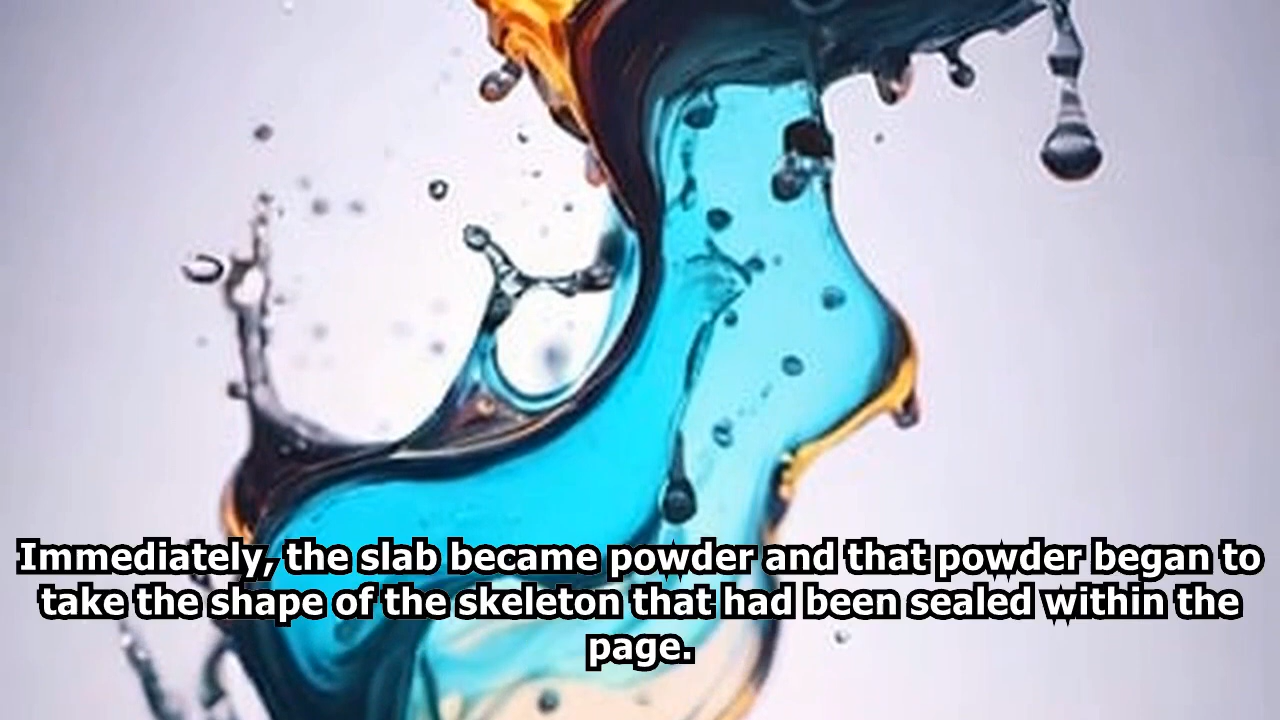 Immediately, the slab became powder and that powder began to
take the shape of the skeleton that had been sealed within the
page.